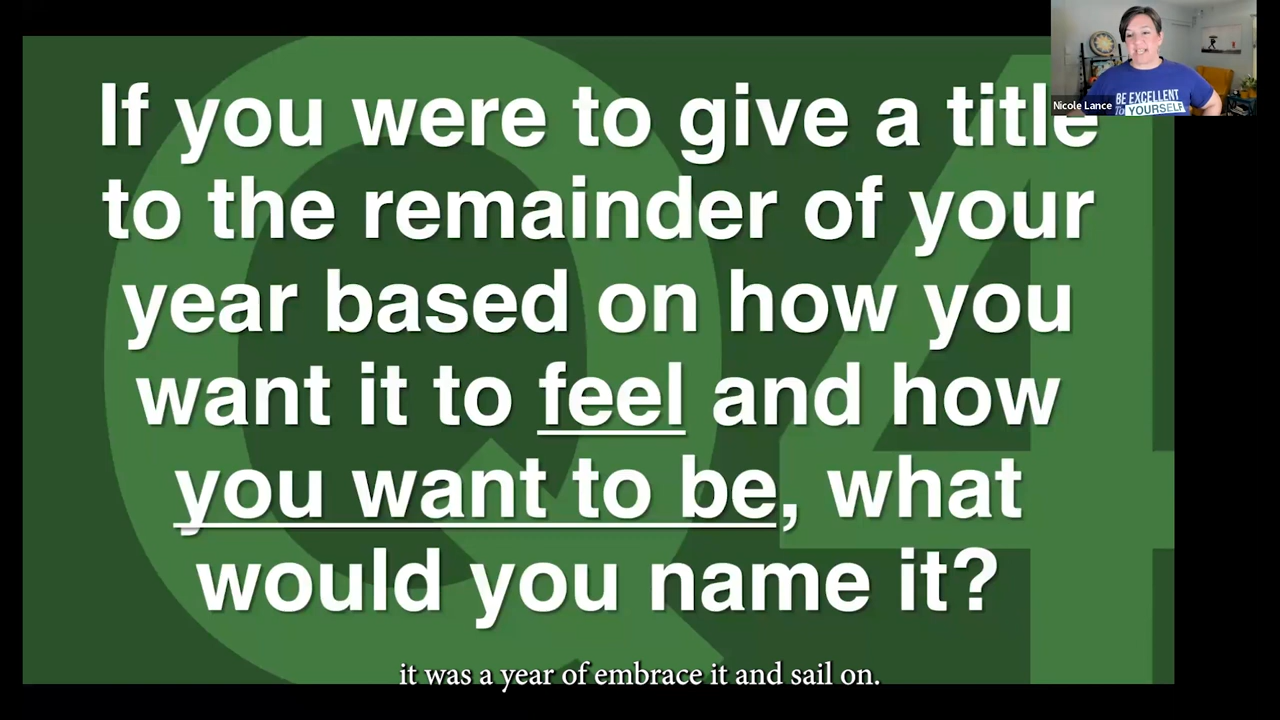 If you were to give a title
to the remainder of your
year based on how you
want it to feel and how
you want to be, what
would you name it?
Q4
Nicole Lance
BE EXCELLENT
TO YOURSELF
it was a year of embrace it and sail on.